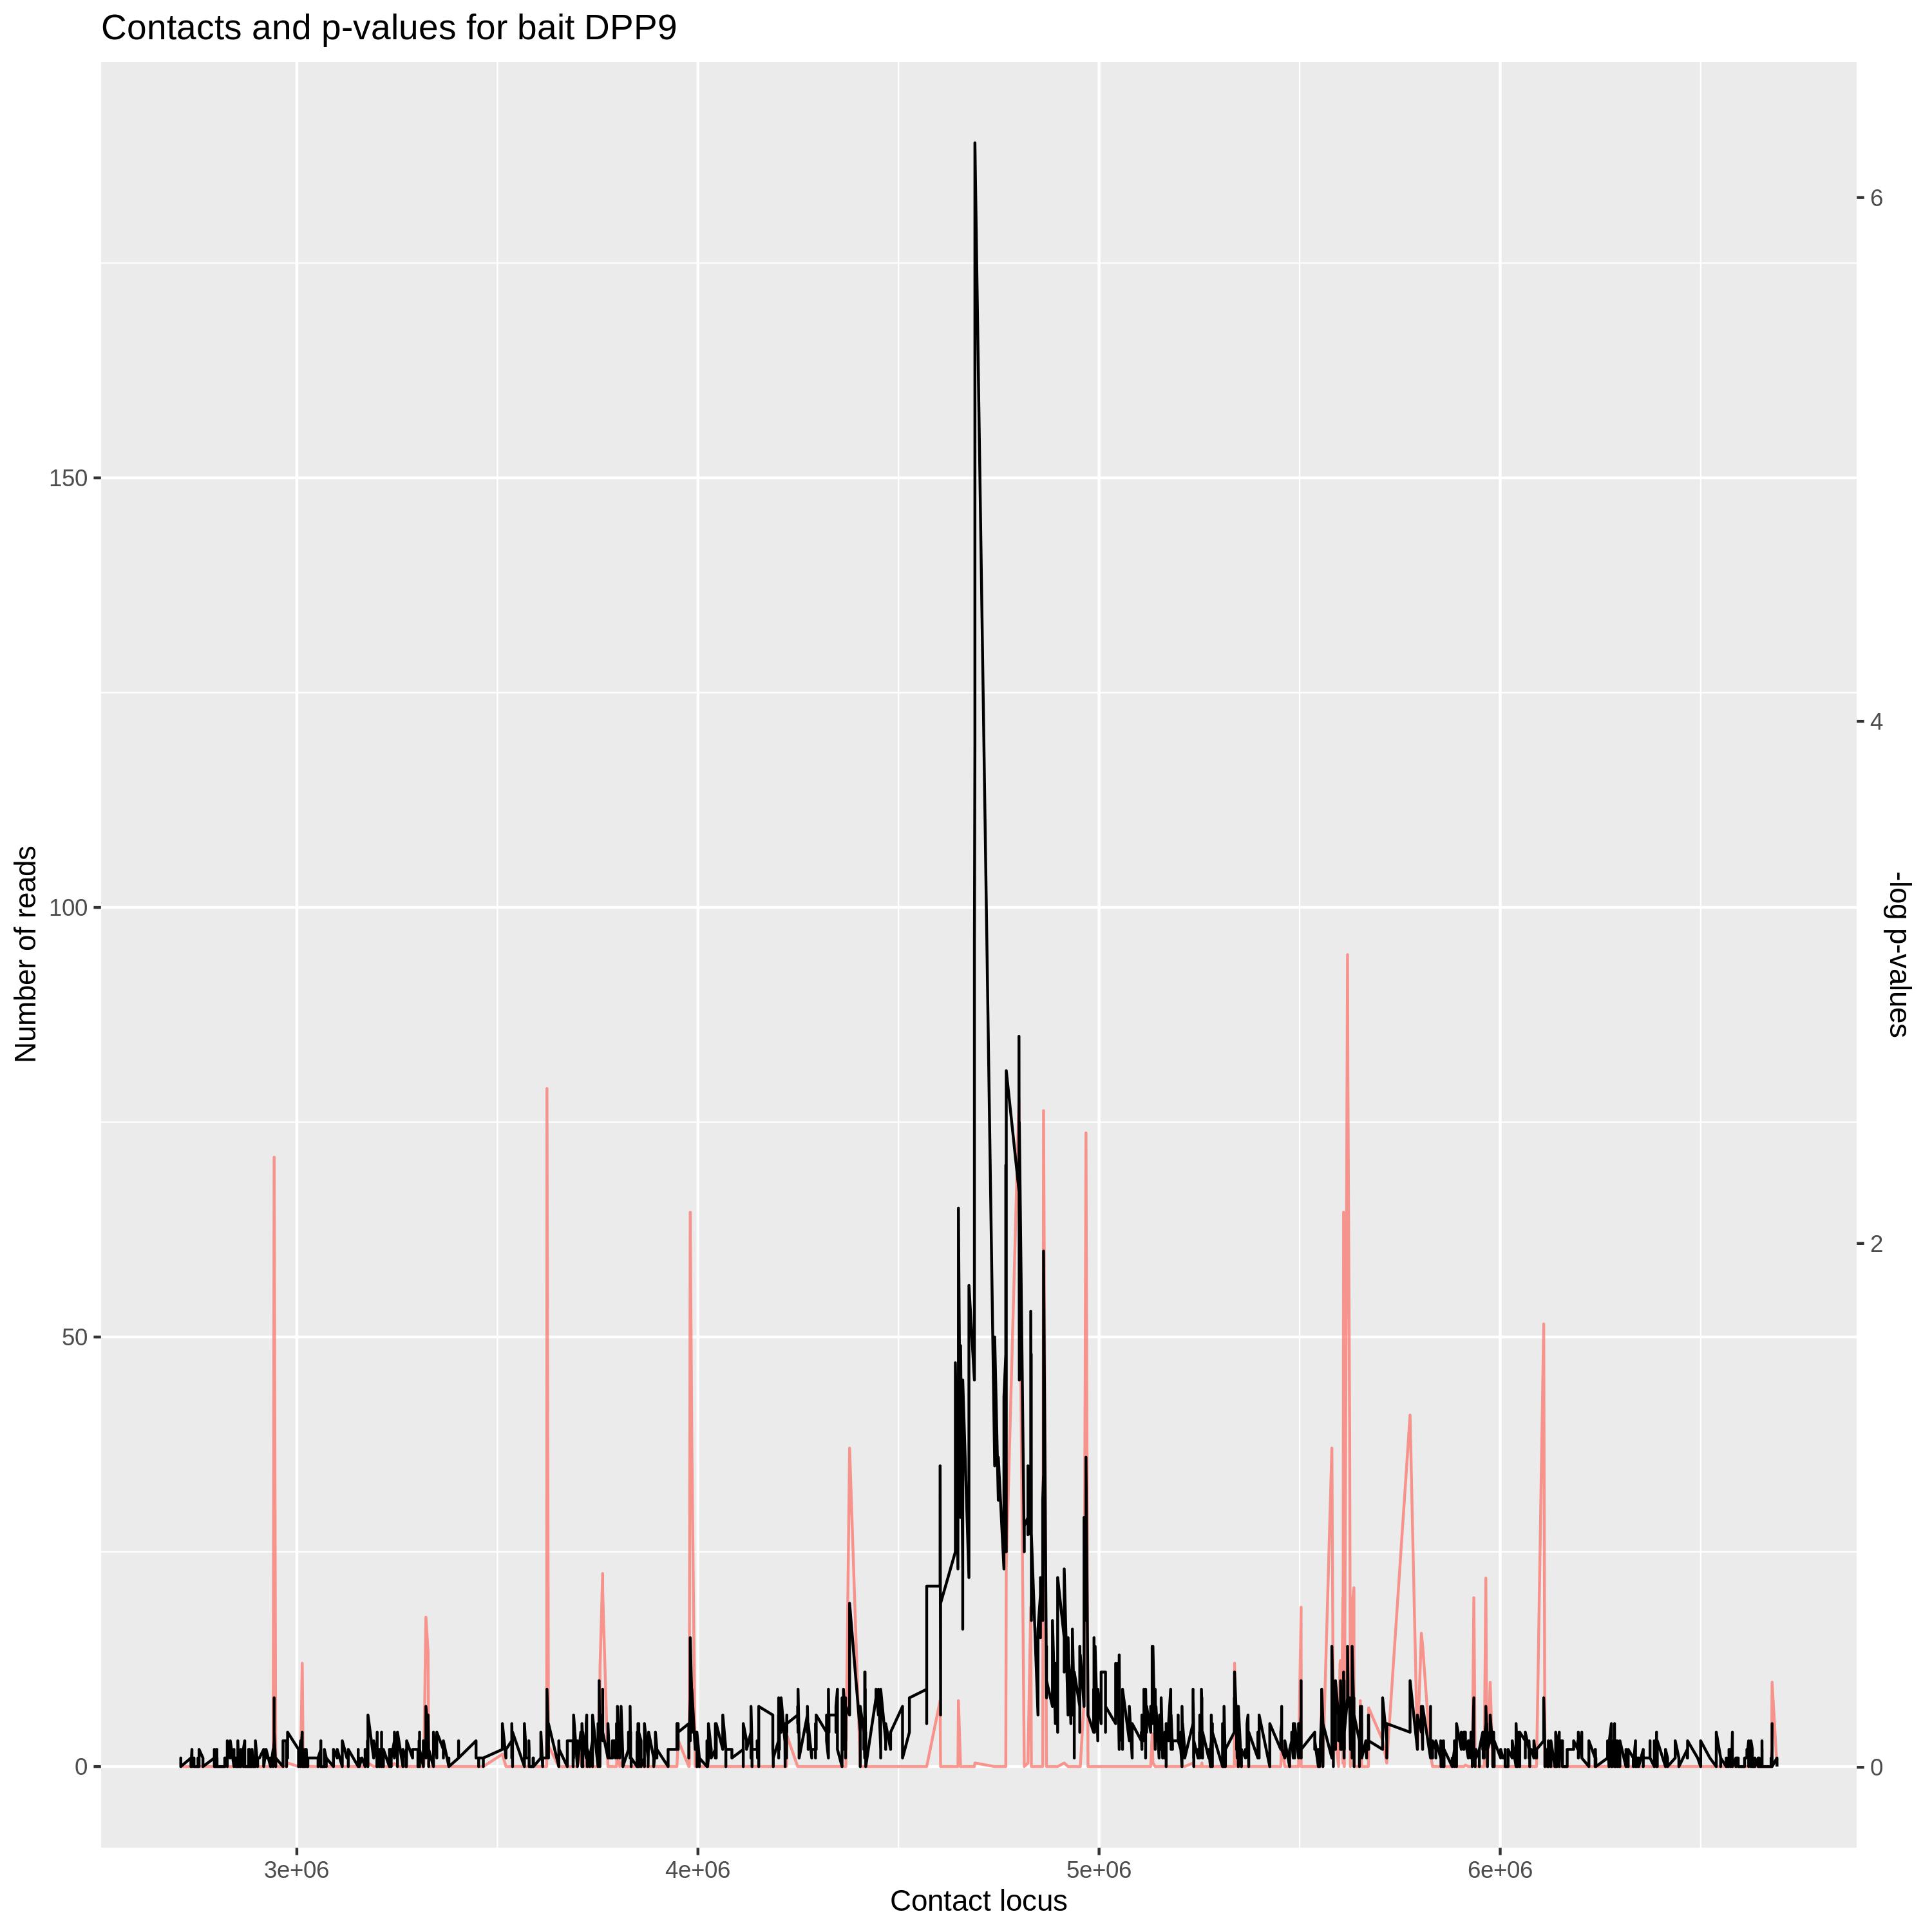 Contacts and p-values for bait DPP9
Number of reads
150
100
50
0
6
4
2
0
-log p-values
3e+06
4e+06
5e+06
6e+06
Contact locus